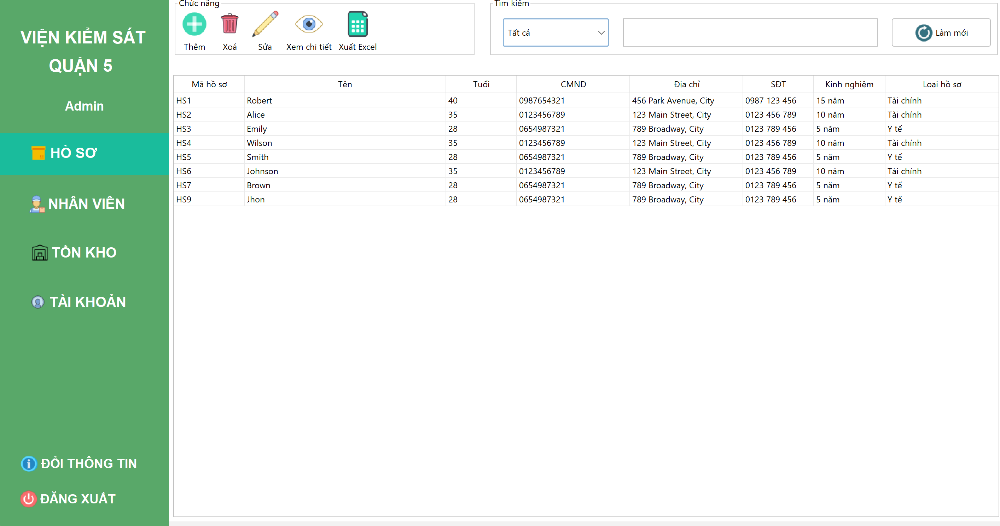 VIỆN KIỂM SÁT
QUẬN 5
Admin
HỒ SƠ
NHÂN VIÊN
TỒN KHO
TÀI KHOẢN
ĐỔI THÔNG TIN
ĐĂNG XUẤT
Chức năng
Thêm Xoá Sửa Xem chi tiết Xuất Excel
Tìm kiếm
Tất cả Làm mới
Mã hồ sơ Tên Tuổi CMND Địa chỉ SĐT Kinh nghiệm Loại hồ sơ
HS1 Robert 40 0987654321 456 Park Avenue, City 0987 123 456 15 năm Tài chính
HS2 Alice 35 0123456789 123 Main Street, City 0123 456 789 10 năm Tài chính
HS3 Emily 28 0654987321 789 Broadway, City 0123 789 456 5 năm Y tế
HS4 Wilson 35 0123456789 123 Main Street, City 0123 456 789 10 năm Tài chính
HS5 Smith 28 0654987321 789 Broadway, City 0123 789 456 5 năm Y tế
HS6 Johnson 35 0123456789 123 Main Street, City 0123 456 789 10 năm Tài chính
HS7 Brown 28 0654987321 789 Broadway, City 0123 789 456 5 năm Y tế
HS9 Jhon 28 0654987321 789 Broadway, City 0123 789 456 5 năm Y tế